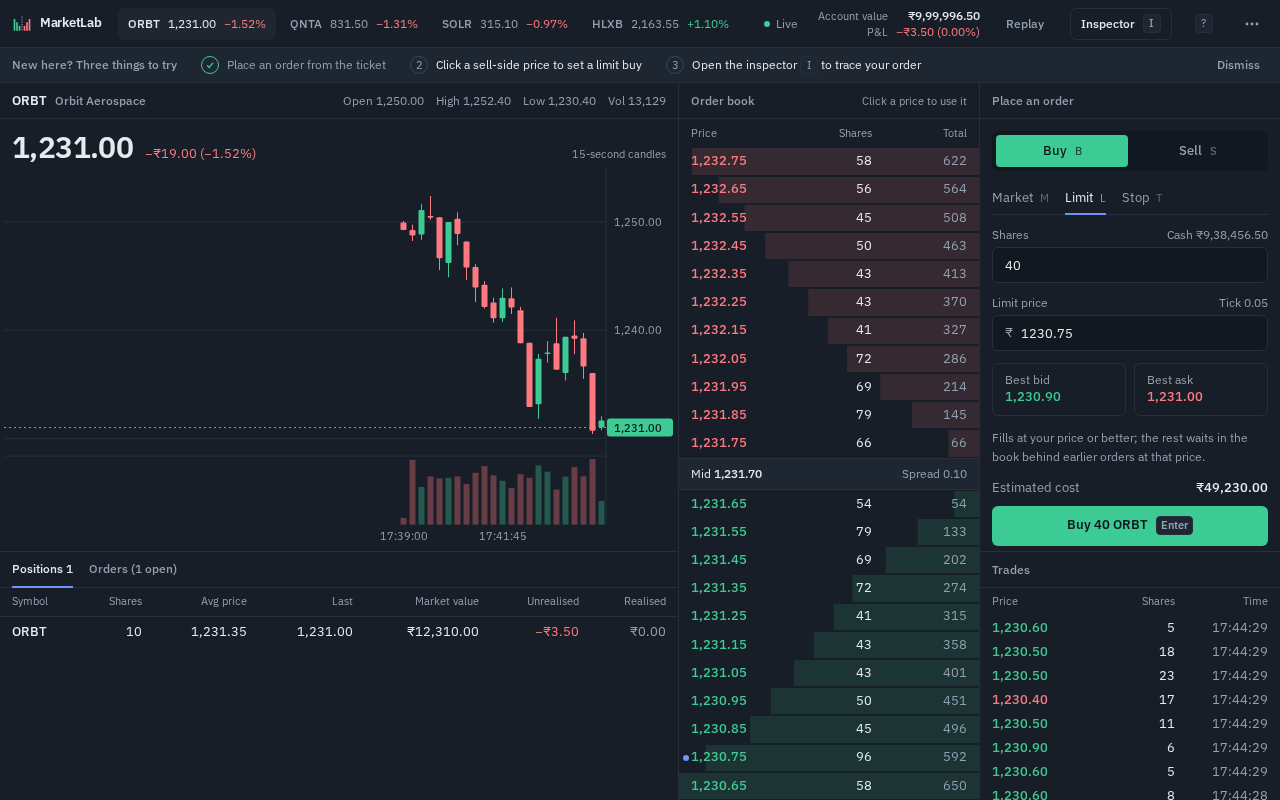 MarketLab
ORBT 1,231.00 −1.52%
QNTA 831.50 −1.31%
SOLR 315.10 −0.97%
HLXB 2,163.55 +1.10%
Live
Account value ₹9,99,996.50
P&L −₹3.50 (0.00%)
Replay
Inspector I
?
New here? Three things to try
Place an order from the ticket
2 Click a sell-side price to set a limit buy
3 Open the inspector I to trace your order
Dismiss
ORBT Orbit Aerospace
Open 1,250.00 High 1,252.40 Low 1,230.40 Vol 13,129
1,231.00 −₹19.00 (−1.52%)
15-second candles
1,250.00
1,240.00
1,231.00
17:39:00 17:41:45
Positions 1 Orders (1 open)
Symbol Shares Avg price Last Market value Unrealised Realised
ORBT 10 1,231.35 1,231.00 ₹12,310.00 −₹3.50 ₹0.00
Order book Click a price to use it
Price Shares Total
1,232.75 58 622
1,232.65 56 564
1,232.55 45 508
1,232.45 50 463
1,232.35 43 413
1,232.25 43 370
1,232.15 41 327
1,232.05 72 286
1,231.95 69 214
1,231.85 79 145
1,231.75 66 66
Mid 1,231.70 Spread 0.10
1,231.65 54 54
1,231.55 79 133
1,231.45 69 202
1,231.35 72 274
1,231.25 41 315
1,231.15 43 358
1,231.05 43 401
1,230.95 50 451
1,230.85 45 496
1,230.75 96 592
1,230.65 58 650
Place an order
Buy B Sell S
Market M Limit L Stop T
Shares Cash ₹9,38,456.50
40
Limit price Tick 0.05
₹ 1230.75
Best bid
1,230.90
Best ask
1,231.00
Fills at your price or better; the rest waits in the
book behind earlier orders at that price.
Estimated cost ₹49,230.00
Buy 40 ORBT Enter
Trades
Price Shares Time
1,230.60 5 17:44:29
1,230.50 18 17:44:29
1,230.50 23 17:44:29
1,230.40 17 17:44:29
1,230.50 11 17:44:29
1,230.90 6 17:44:29
1,230.60 5 17:44:29
1,230.60 8 17:44:28